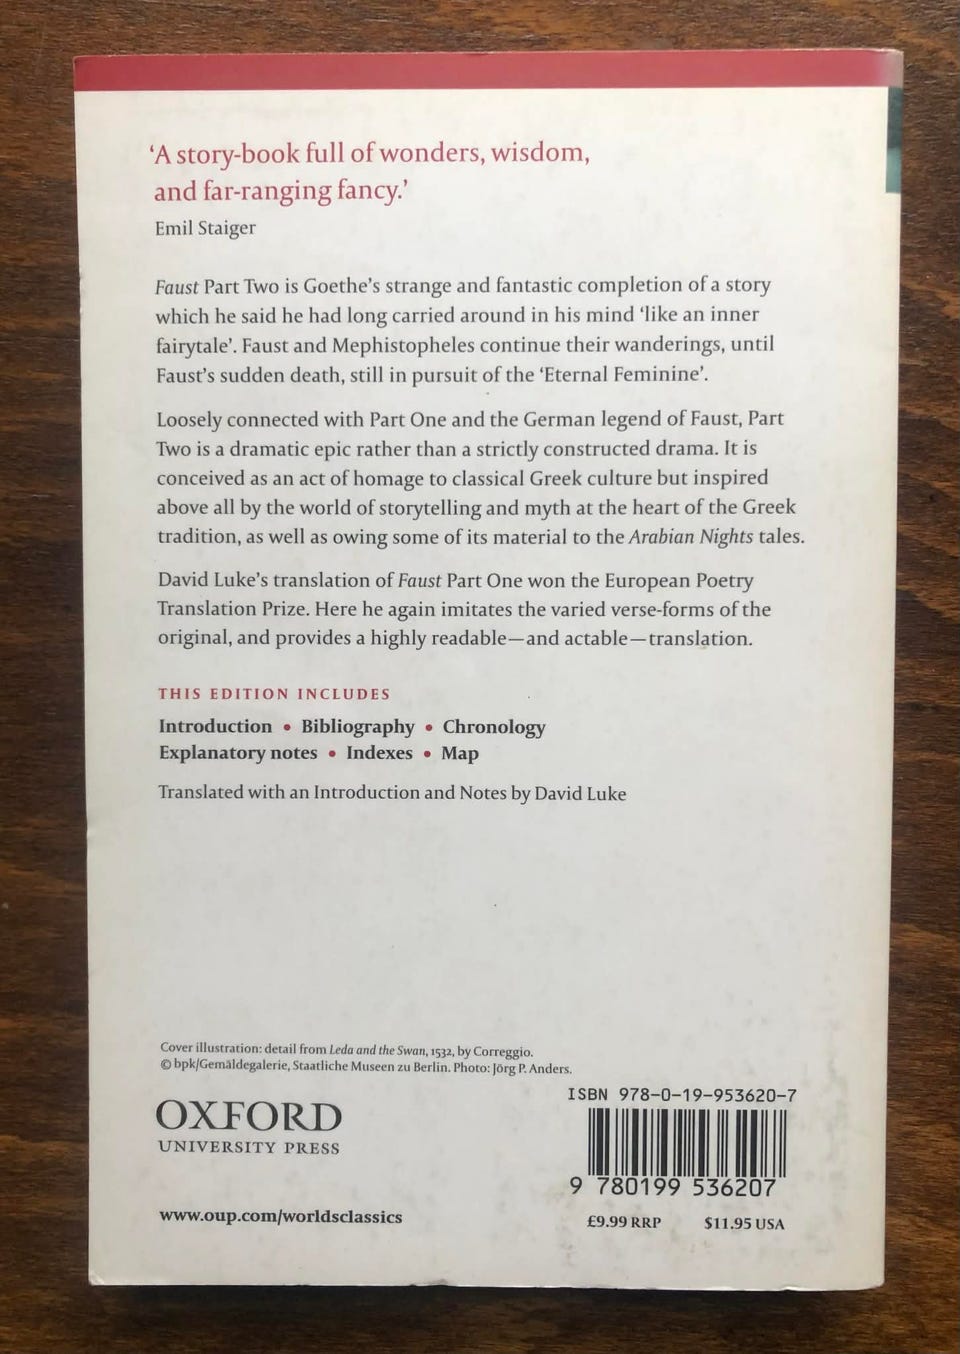 ‘A story-book full of wonders, wisdom,
and far-ranging fancy.’
Emil Staiger
Faust Part Two is Goethe’s strange and fantastic completion of a story
which he said he had long carried around in his mind ‘like an inner
fairytale’. Faust and Mephistopheles continue their wanderings, until
Faust’s sudden death, still in pursuit of the ‘Eternal Feminine’.
Loosely connected with Part One and the German legend of Faust, Part
Two is a dramatic epic rather than a strictly constructed drama. It is
conceived as an act of homage to classical Greek culture but inspired
above all by the world of storytelling and myth at the heart of the Greek
tradition, as well as owing some of its material to the Arabian Nights tales.
David Luke’s translation of Faust Part One won the European Poetry
Translation Prize. Here he again imitates the varied verse-forms of the
original, and provides a highly readable—and actable—translation.
THIS EDITION INCLUDES
Introduction • Bibliography • Chronology
Explanatory notes • Indexes • Map
Translated with an Introduction and Notes by David Luke
Cover illustration: detail from Leda and the Swan, 1532, by Correggio.
© bpk/Gemäldegalerie, Staatliche Museen zu Berlin. Photo: Jörg P. Anders.
OXFORD
UNIVERSITY PRESS
www.oup.com/worldsclassics
ISBN 978-0-19-953620-7
9 780199 536207
£9.99 RRP $11.95 USA